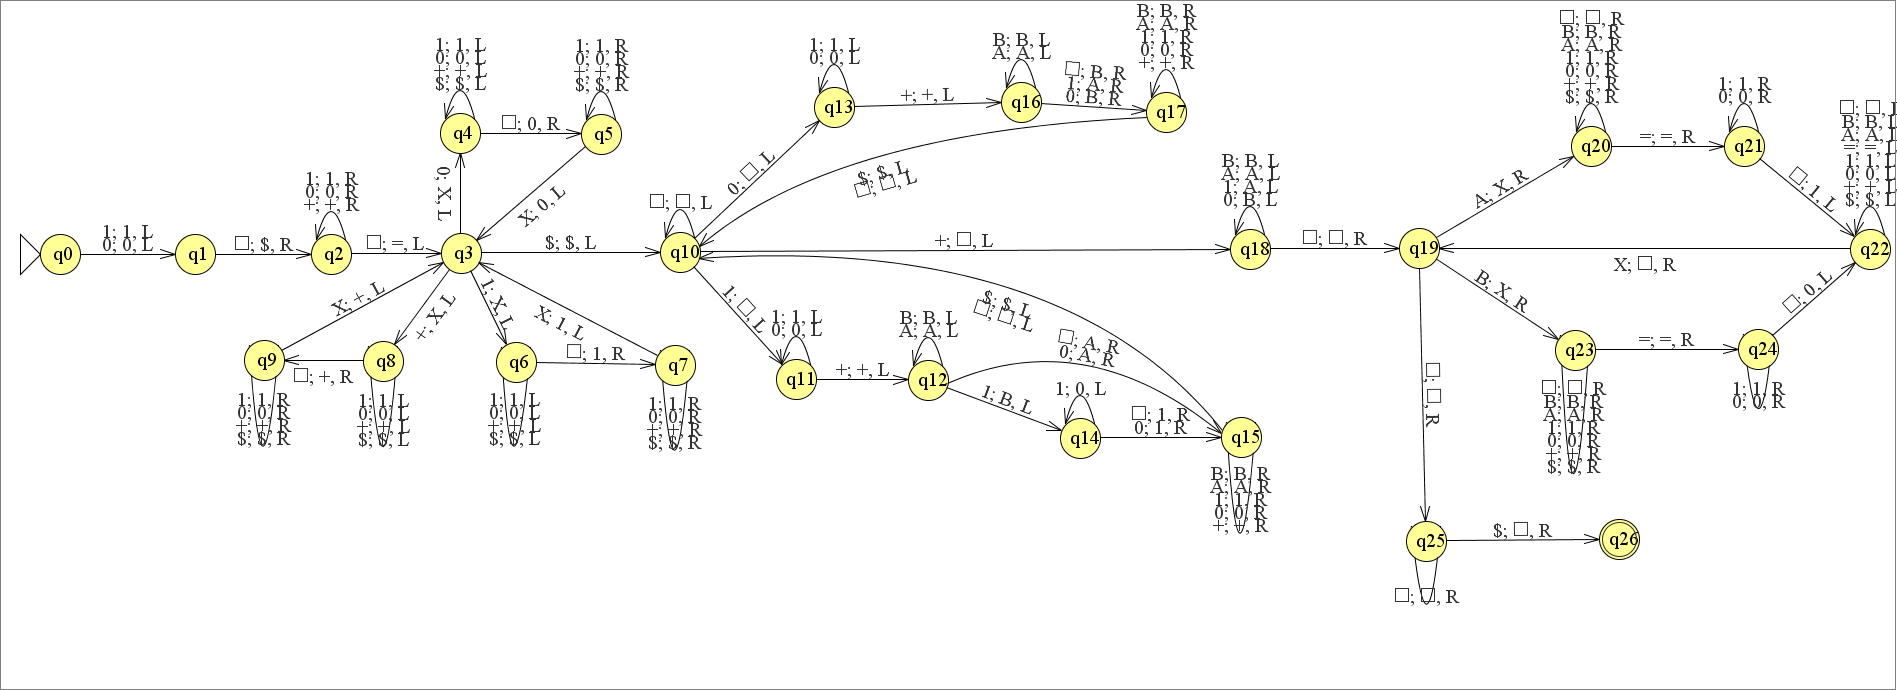 q0
1; 1, L
0; 0, L
q1
□; $, R
1; 1, R
0; 0, R
+; +, R
q2
□; =, L
q3
0; X, L
1; 1, L
0; 0, L
+; +, L
$; $, L
q4
□; 0, R
1; 1, R
0; 0, R
+; +, R
$; $, R
q5
X; 0, L
X; +, L
+; X, L
1; X, L
X; 1, L
q9
□; +, R
1; 1, R
0; 0, R
+; +, R
$; $, R
q8
1; 1, L
0; 0, L
+; +, L
$; $, L
q6
□; 1, R
1; 1, L
0; 0, L
+; +, L
$; $, L
q7
1; 1, R
0; 0, R
+; +, R
$; $, R
$; $, L
□; □, L
q10
0; □, L
1; 1, L
0; 0, L
q13
+; +, L
B; B, L
A; A, L
q16
□; B, R
1; A, R
0; B, R
B; B, R
A; A, R
1; 1, R
0; 0, R
+; +, R
q17
$; $, L
□; □, L
+; □, L
1; □, L
1; 1, L
0; 0, L
q11
+; +, L
B; B, L
A; A, L
q12
□; A, R
0; A, R
1; B, L
1; 0, L
q14
□; 1, R
0; 1, R
q15
B; B, R
A; A, R
1; 1, R
0; 0, R
+; +, R
$; $, L
□; □, L
B; B, L
A; A, L
1; A, L
0; B, L
q18
□; □, R
q19
A; X, R
□; □, R
B; B, R
A; A, R
1; 1, R
0; 0, R
+; +, R
$; $, R
q20
=; =, R
1; 1, R
0; 0, R
q21
□; 1, L
□; □, L
B; B, L
A; A, L
=; =, L
1; 1, L
0; 0, L
+; +, L
$; $, L
q22
X; □, R
B; X, R
q23
□; □, R
B; B, R
A; A, R
1; 1, R
0; 0, R
+; +, R
$; $, R
=; =, R
q24
1; 1, R
0; 0, R
□; 0, L
□; □, R
q25
□; □, R
$; □, R
q26